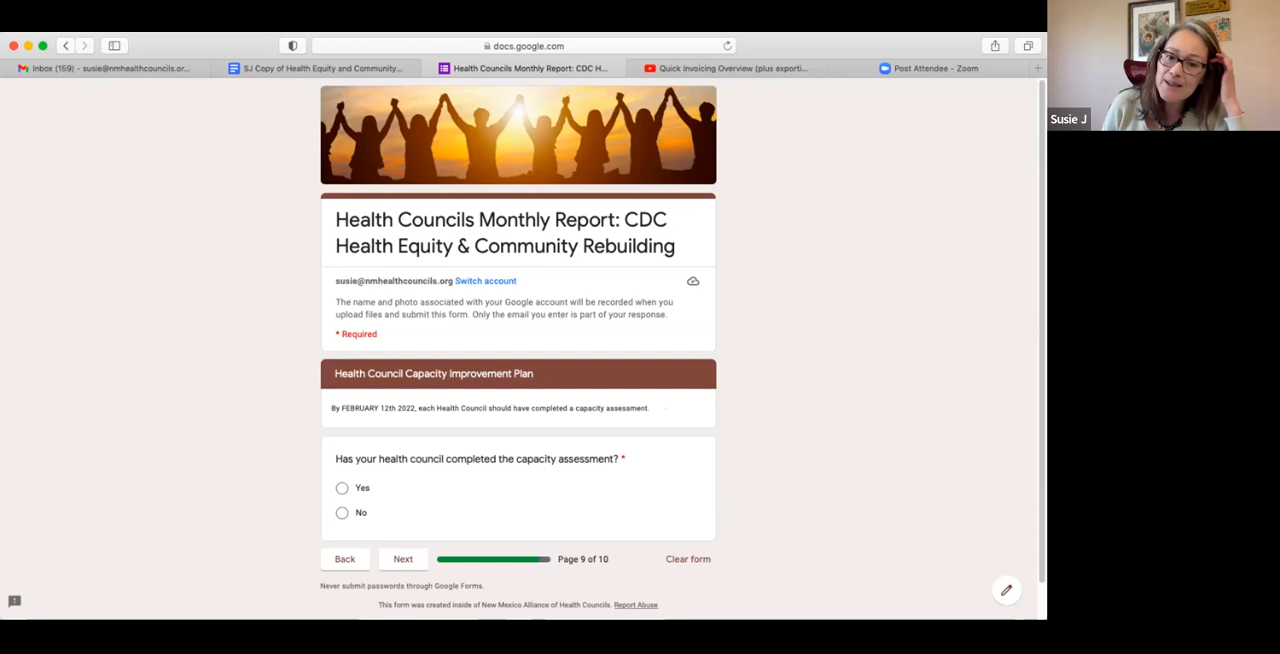 docs.google.com
Inbox (159) - susie@nmhealthcouncils.or...
SJ Copy of Health Equity and Community...
Health Councils Monthly Report: CDC H...
Quick Invoicing Overview (plus exporti...
Post Attendee - Zoom
Susie J
Health Councils Monthly Report: CDC
Health Equity & Community Rebuilding
susie@nmhealthcouncils.org Switch account
The name and photo associated with your Google account will be recorded when you
upload files and submit this form. Only the email you enter is part of your response.
* Required
Health Council Capacity Improvement Plan
By FEBRUARY 12th 2022, each Health Council should have completed a capacity assessment.
Has your health council completed the capacity assessment? *
Yes
No
Back
Next
Page 9 of 10
Clear form
Never submit passwords through Google Forms.
This form was created inside of New Mexico Alliance of Health Councils. Report Abuse